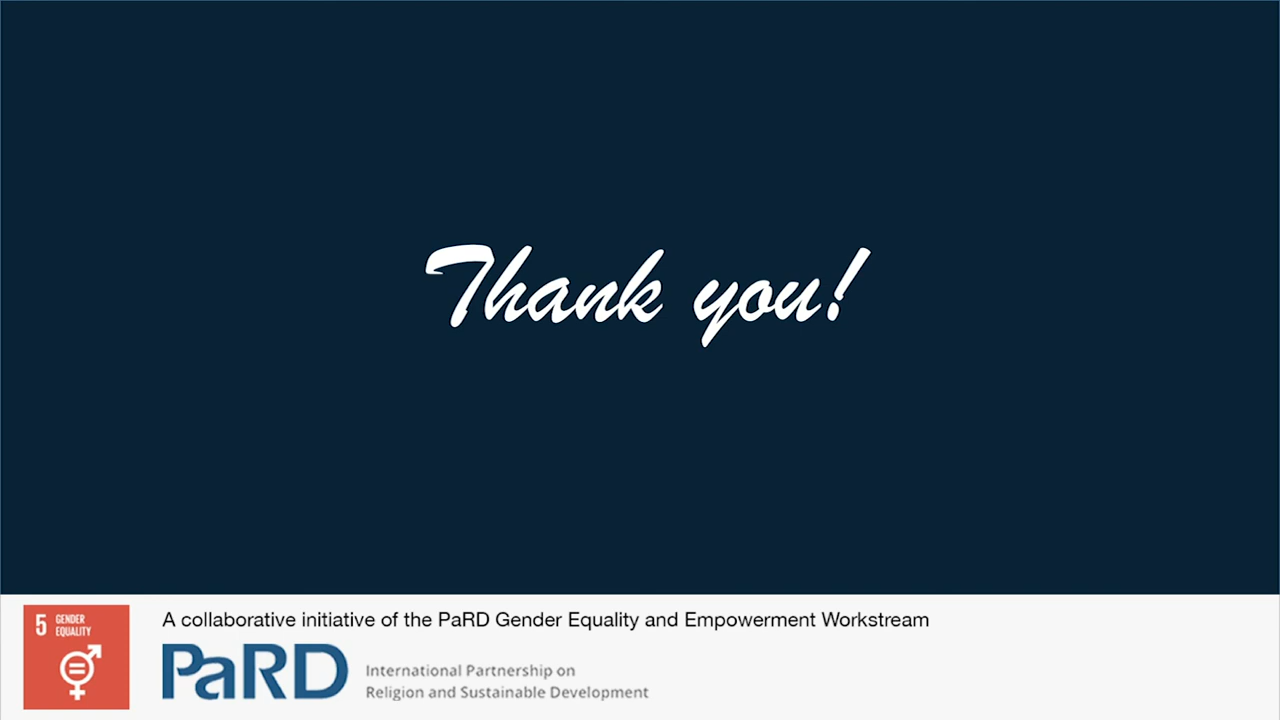 Thank you!
5 GENDER
EQUALITY
A collaborative initiative of the PaRD Gender Equality and Empowerment Workstream
PaRD
International Partnership on
Religion and Sustainable Development